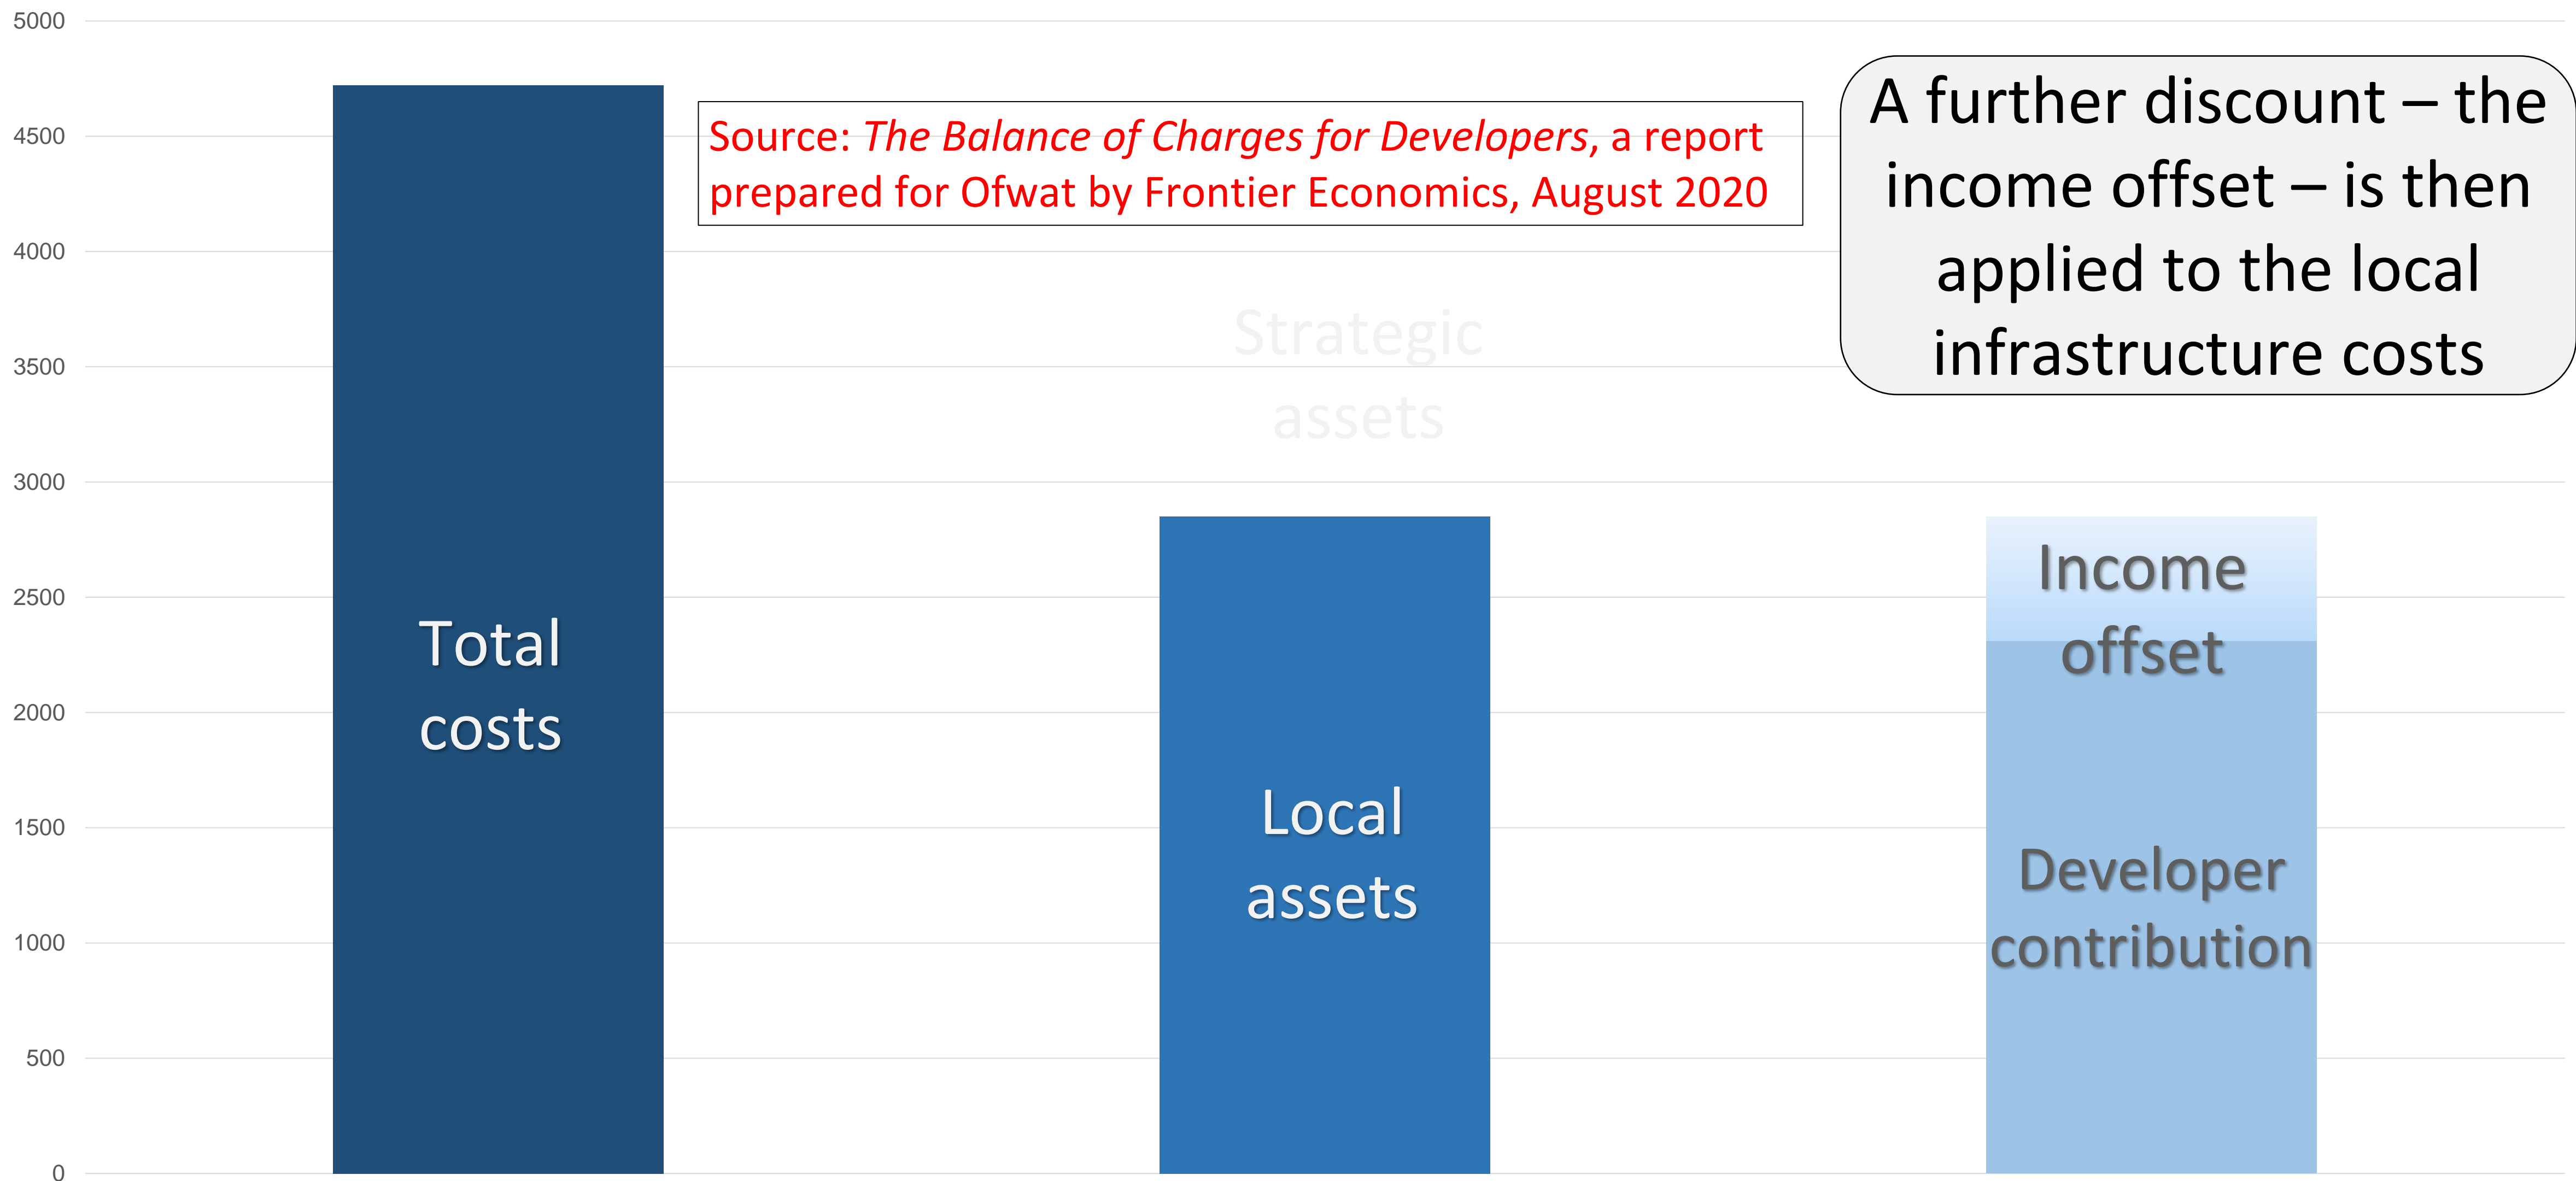 5000
4500
4000
3500
3000
2500
2000
1500
1000
500
0
Source: The Balance of Charges for Developers, a report
prepared for Ofwat by Frontier Economics, August 2020
A further discount – the
income offset – is then
applied to the local
infrastructure costs
Strategic
assets
Total
costs
Local
assets
Income
offset
Developer
contribution